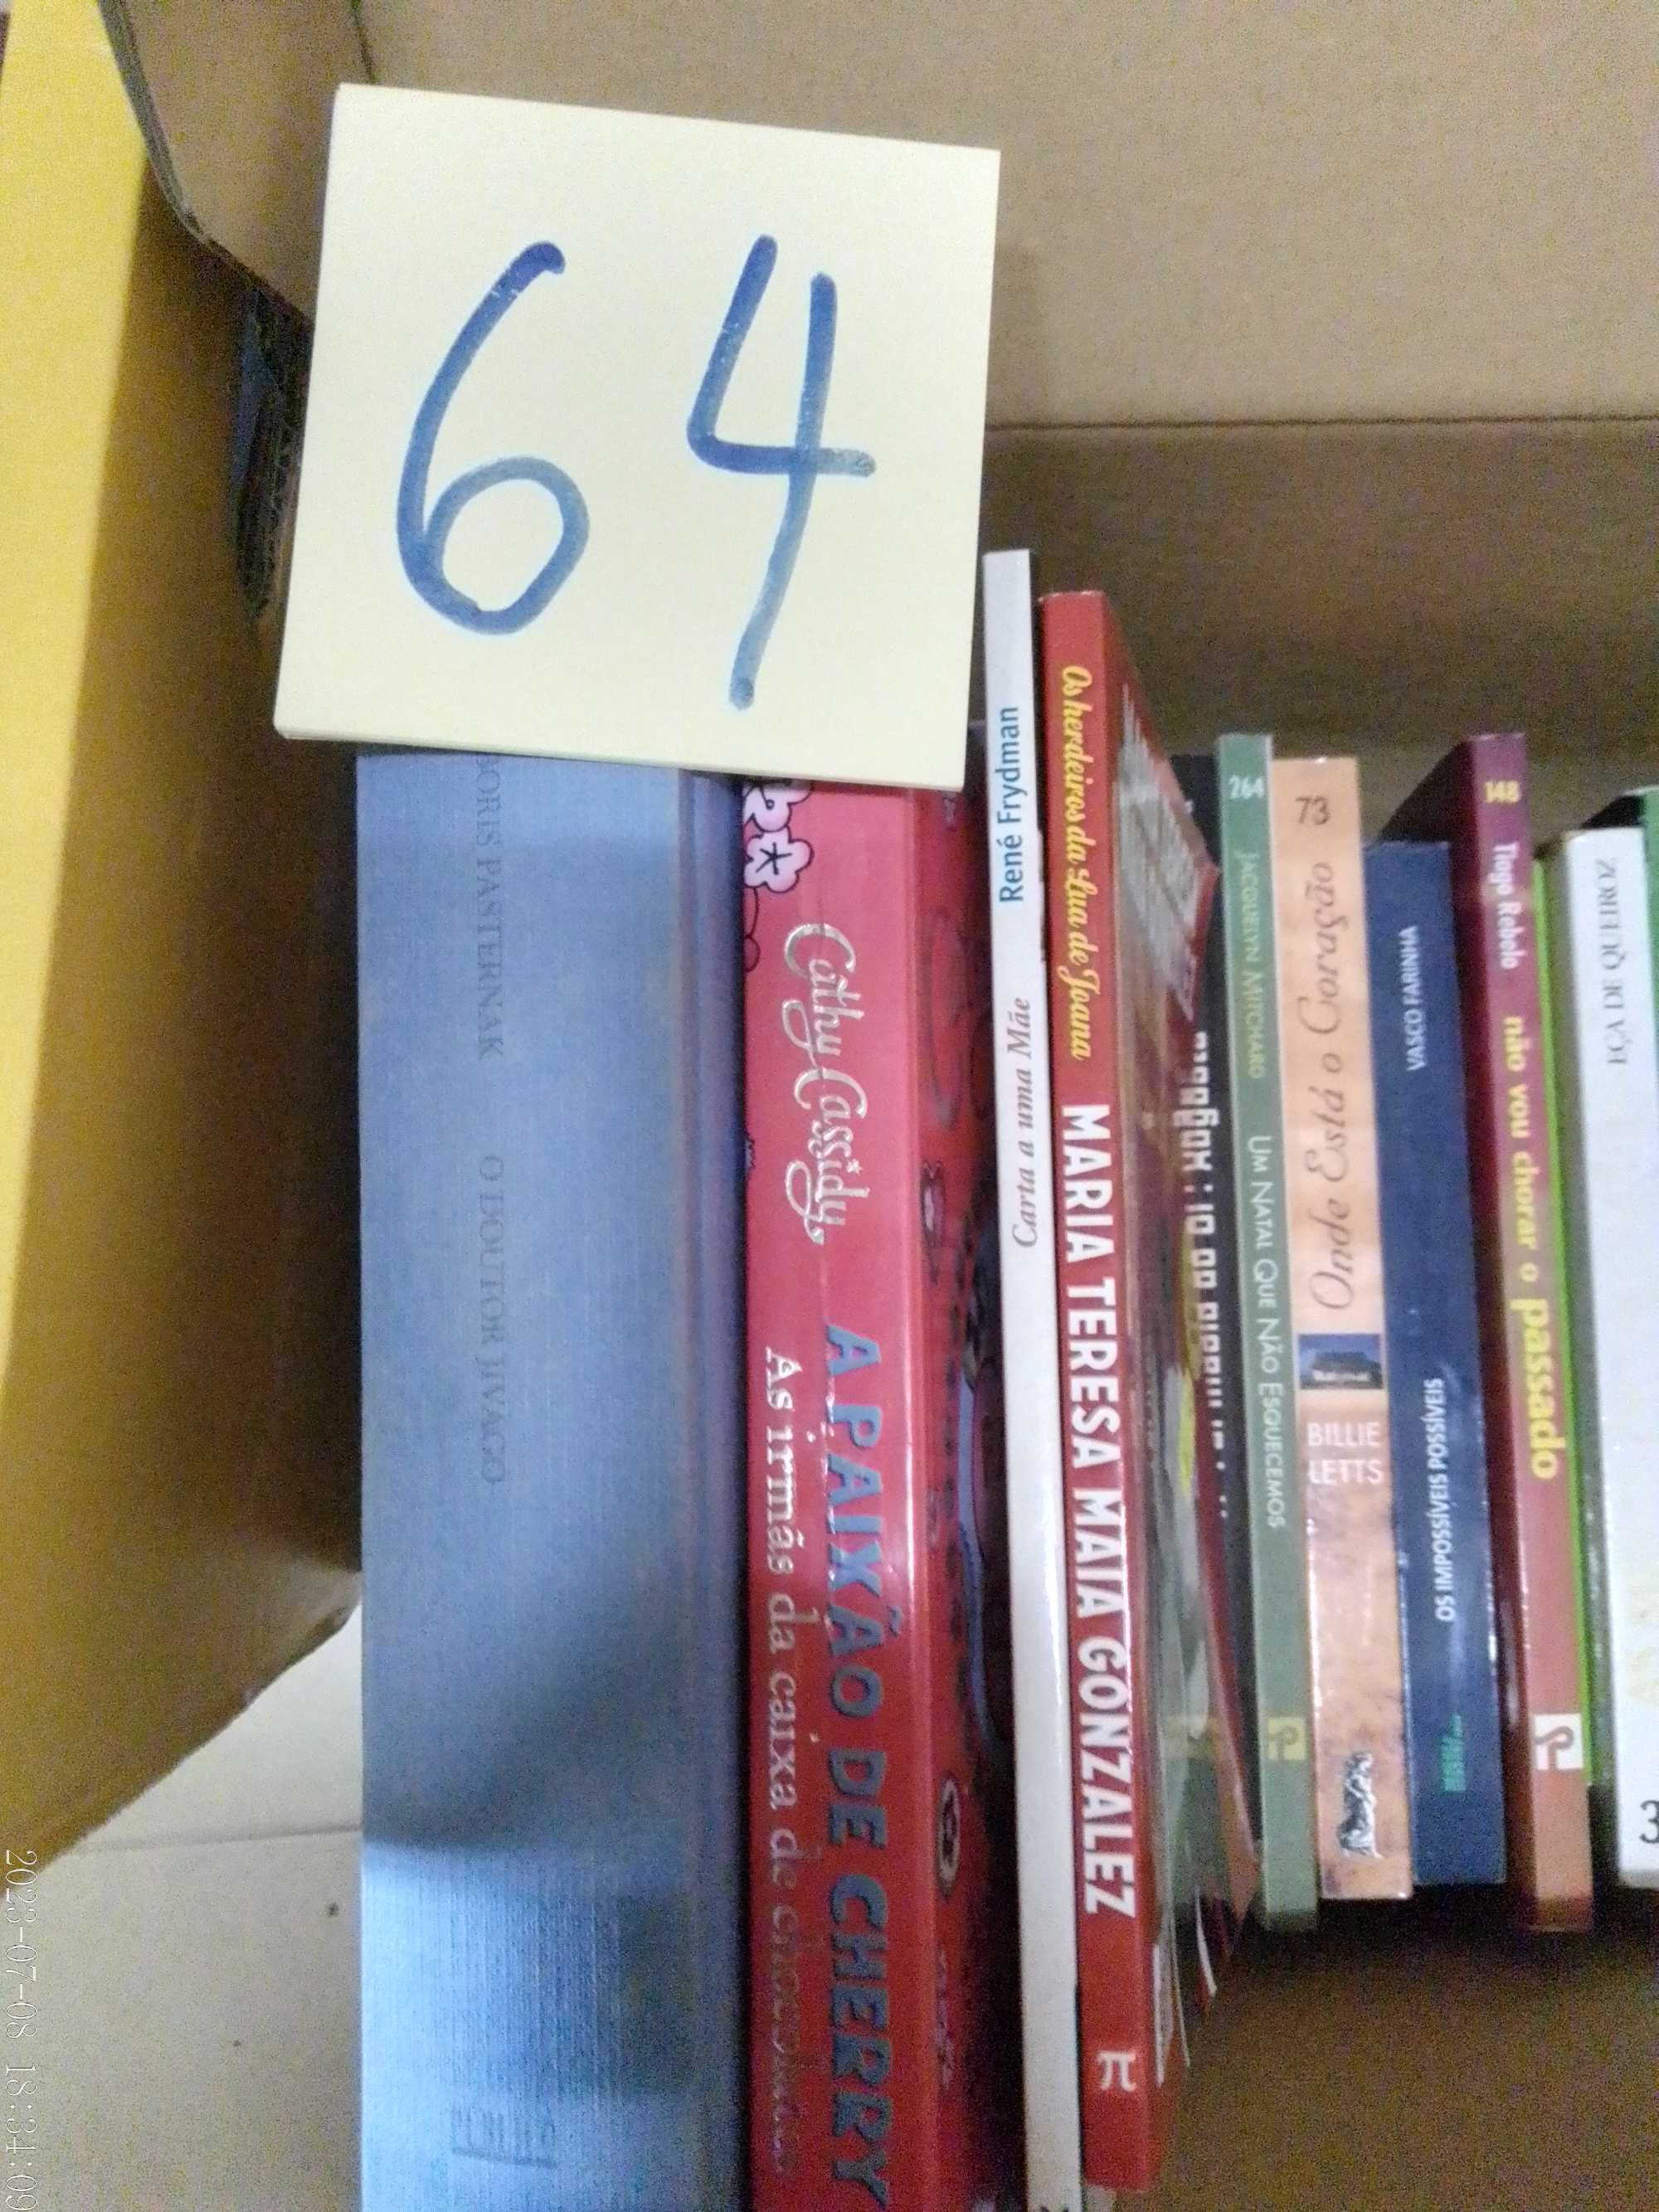 64
ORIS PASTERNAK O DOUTOR JIVAGO
Cathy Cassidy
A PAIXÃO DE CHERRY
As irmãs da caixa de chocolates
René Frydman
Carta a uma Mãe
Os herdeiros da Lua de Joana
MARIA TERESA MAIA GONZALEZ
π
264
JACQUELYN MITCHARD
UM NATAL QUE NÃO ESQUECEMOS
73
Onde Está o Coração
BILLIE
LETTS
VASCO FARINHA
OS IMPOSSÍVEIS POSSÍVEIS
148
Tiago Rebelo
não vou chorar o passado
EÇA DE QUEIROZ
3
2023-07-08 18:34:09